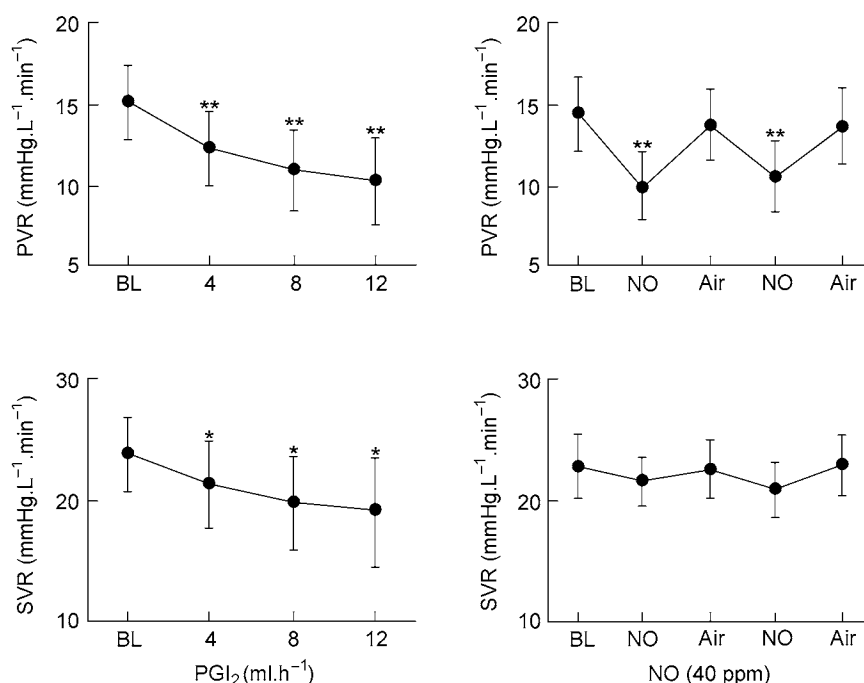 20
15
10
5
PVR (mmHg.L⁻¹.min⁻¹)
**
**
**
BL 4 8 12
20
15
10
5
PVR (mmHg.L⁻¹.min⁻¹)
**
**
BL NO Air NO Air
30
20
10
SVR (mmHg.L⁻¹.min⁻¹)
*
*
*
BL 4 8 12
PGI₂ (ml.h⁻¹)
30
20
10
SVR (mmHg.L⁻¹.min⁻¹)
BL NO Air NO Air
NO (40 ppm)